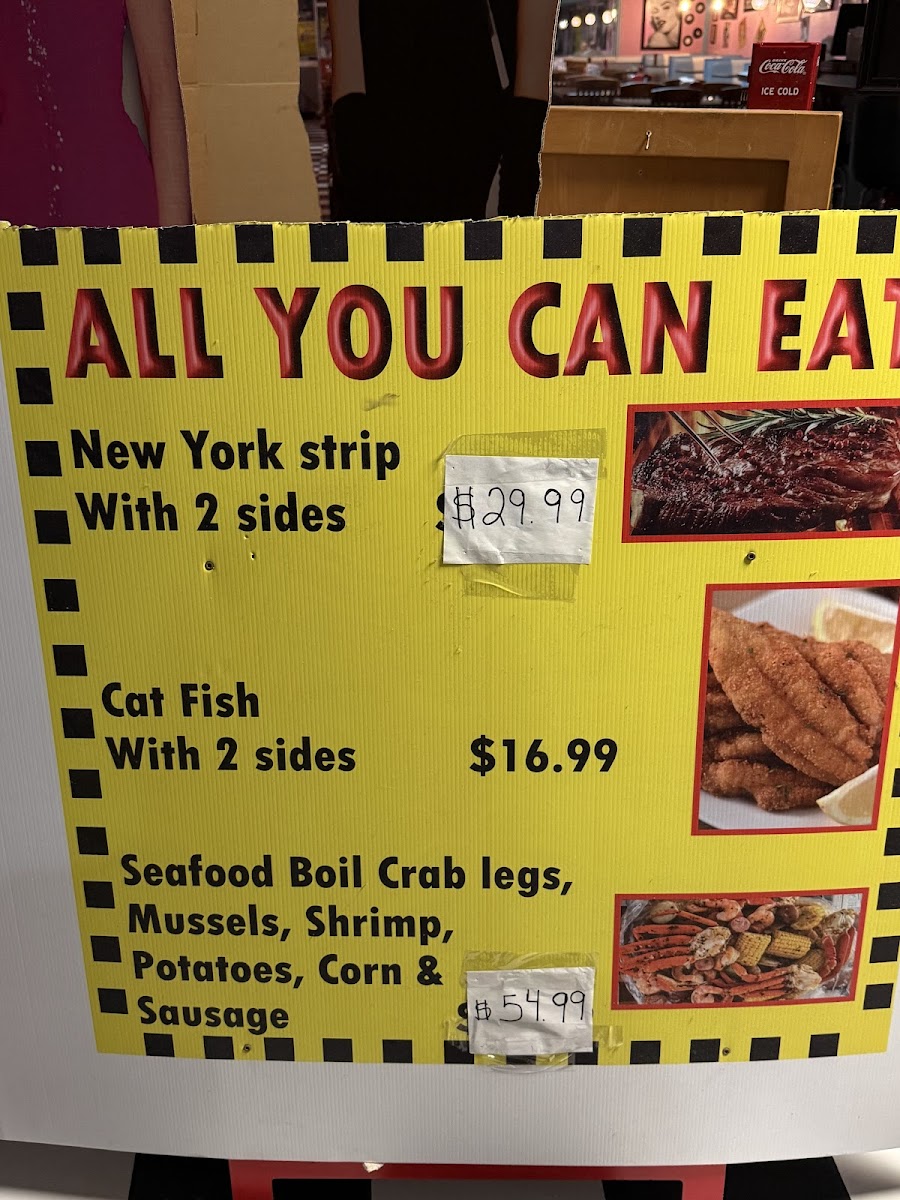 DRINK
Coca-Cola
ICE COLD
ALL YOU CAN EAT
New York strip
With 2 sides $29.99
Cat Fish
With 2 sides $16.99
Seafood Boil Crab legs,
Mussels, Shrimp,
Potatoes, Corn &
Sausage $54.99